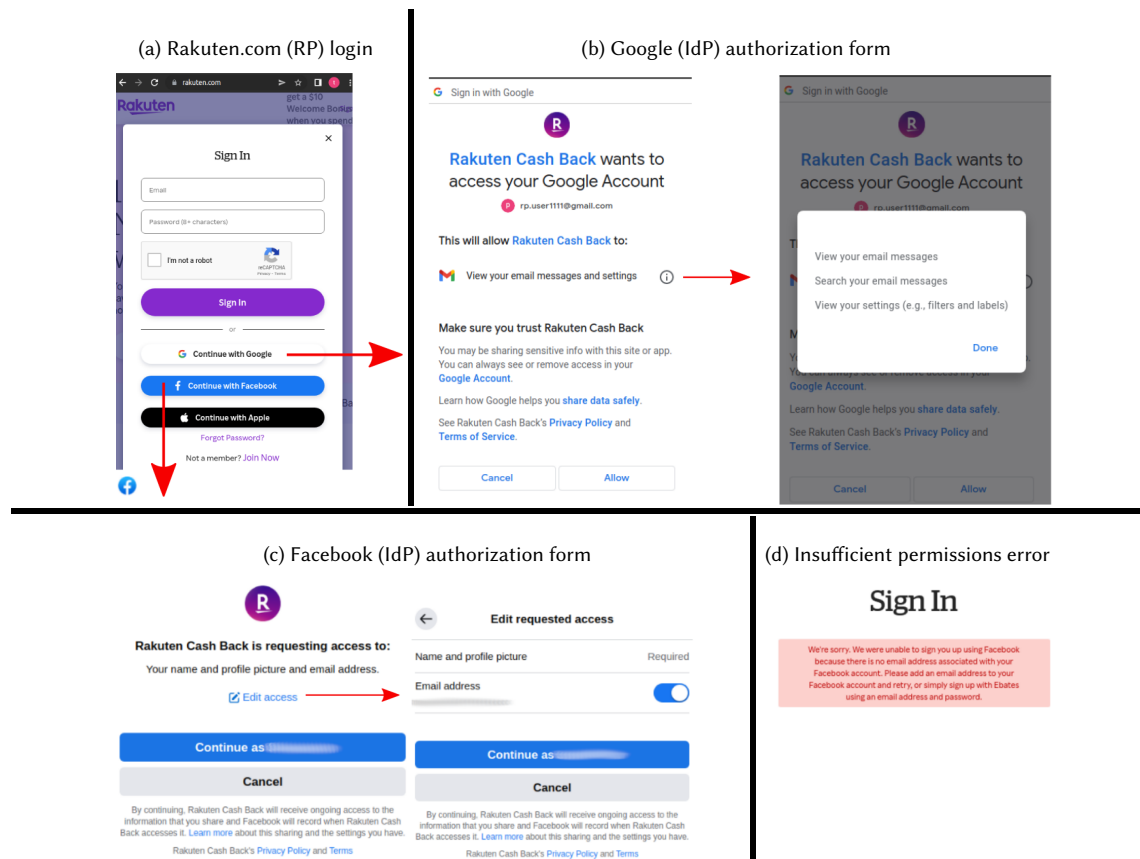 (a) Rakuten.com (RP) login
rakuten.com
Rakuten
get a $10
Welcome Bonus
when you spend
Sign In
Email
Password (8+ characters)
I'm not a robot
reCAPTCHA
Privacy - Terms
Sign In
or
Continue with Google
Continue with Facebook
Continue with Apple
Forgot Password?
Not a member? Join Now
(b) Google (IdP) authorization form
Sign in with Google
R
Rakuten Cash Back wants to
access your Google Account
rp.user1111@gmail.com
This will allow Rakuten Cash Back to:
View your email messages and settings
Make sure you trust Rakuten Cash Back
You may be sharing sensitive info with this site or app.
You can always see or remove access in your
Google Account.
Learn how Google helps you share data safely.
See Rakuten Cash Back's Privacy Policy and
Terms of Service.
Cancel
Allow
Sign in with Google
R
Rakuten Cash Back wants to
access your Google Account
rp.user1111@gmail.com
View your email messages
Search your email messages
View your settings (e.g., filters and labels)
Done
You can always see or remove access in your
Google Account.
Learn how Google helps you share data safely.
See Rakuten Cash Back's Privacy Policy and
Terms of Service.
Cancel
Allow
(c) Facebook (IdP) authorization form
R
Rakuten Cash Back is requesting access to:
Your name and profile picture and email address.
Edit access
Continue as
Cancel
By continuing, Rakuten Cash Back will receive ongoing access to the
information that you share and Facebook will record when Rakuten Cash
Back accesses it. Learn more about this sharing and the settings you have.
Rakuten Cash Back's Privacy Policy and Terms
Edit requested access
Name and profile picture
Required
Email address
Continue as
Cancel
By continuing, Rakuten Cash Back will receive ongoing access to the
information that you share and Facebook will record when Rakuten Cash
Back accesses it. Learn more about this sharing and the settings you have.
Rakuten Cash Back's Privacy Policy and Terms
(d) Insufficient permissions error
Sign In
We're sorry. We were unable to sign you up using Facebook
because there is no email address associated with your
Facebook account. Please add an email address to your
Facebook account and retry, or simply sign up with Ebates
using an email address and password.